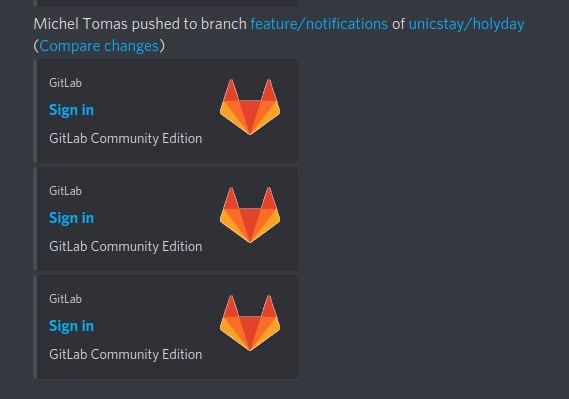 Michel Tomas pushed to branch feature/notifications of unicstay/holyday
(Compare changes)
GitLab
Sign in
GitLab Community Edition
GitLab
Sign in
GitLab Community Edition
GitLab
Sign in
GitLab Community Edition